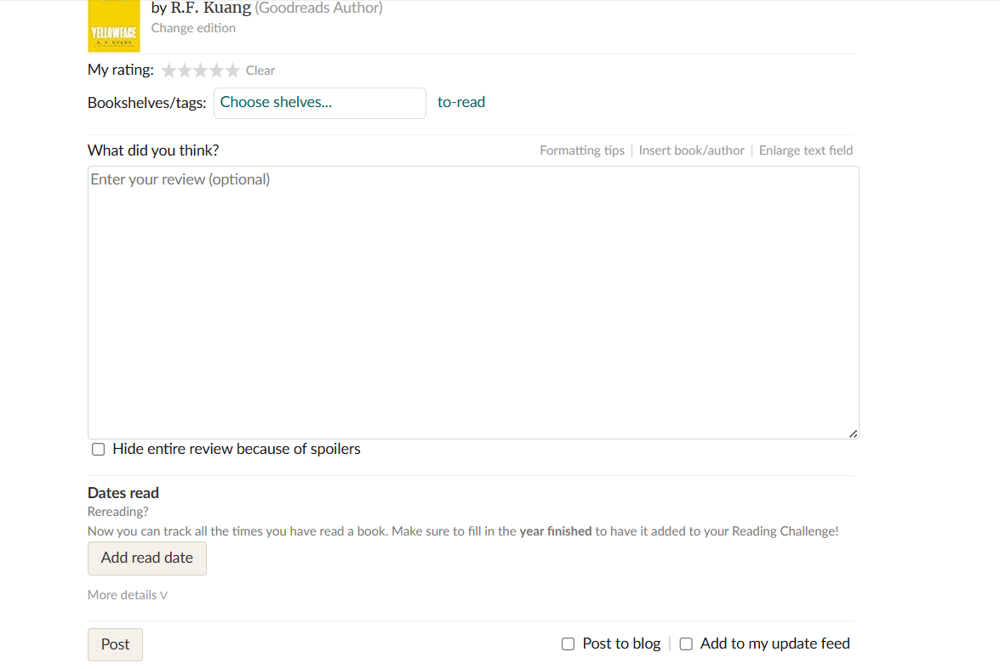 by R.F. Kuang (Goodreads Author)
YELLOWFACE
R. F. KUANG
Change edition
My rating: Clear
Bookshelves/tags: Choose shelves... to-read
What did you think? Formatting tips | Insert book/author | Enlarge text field
Enter your review (optional)
Hide entire review because of spoilers
Dates read
Rereading?
Now you can track all the times you have read a book. Make sure to fill in the year finished to have it added to your Reading Challenge!
Add read date
More details V
Post Post to blog | Add to my update feed